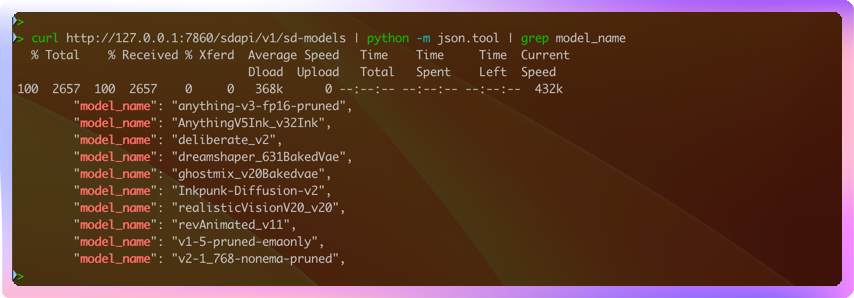 >
> curl http://127.0.0.1:7860/sdapi/v1/sd-models | python -m json.tool | grep model_name
  % Total    % Received % Xferd  Average Speed   Time    Time     Time  Current
                                 Dload  Upload   Total   Spent    Left  Speed
100  2657  100  2657    0     0   368k      0 --:--:-- --:--:-- --:--:--  432k
        "model_name": "anything-v3-fp16-pruned",
        "model_name": "AnythingV5Ink_v32Ink",
        "model_name": "deliberate_v2",
        "model_name": "dreamshaper_631BakedVae",
        "model_name": "ghostmix_v20Bakedvae",
        "model_name": "Inkpunk-Diffusion-v2",
        "model_name": "realisticVisionV20_v20",
        "model_name": "revAnimated_v11",
        "model_name": "v1-5-pruned-emaonly",
        "model_name": "v2-1_768-nonema-pruned",
>